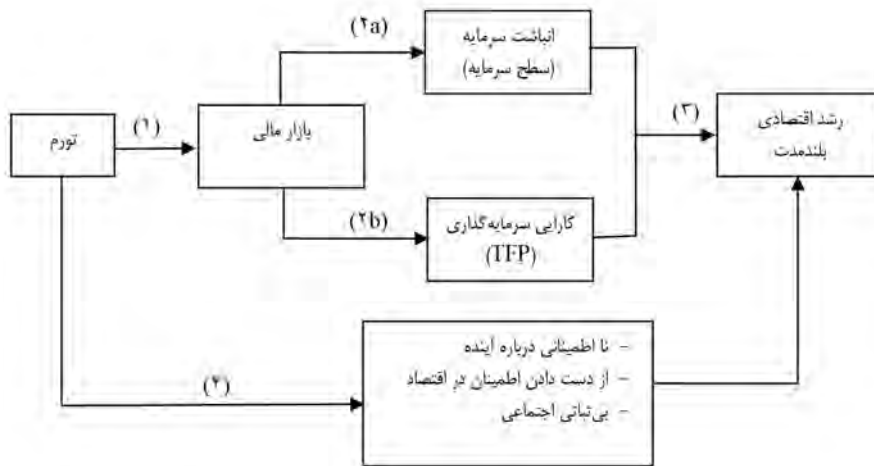 (۲a)
انباشت سرمایه
(سطح سرمایه)
تورم
(۱)
بازار مالی
(۳)
رشد اقتصادی
بلندمدت
(۲b)
کارایی سرمایه‌گذاری
(TFP)
(۲)
– نا اطمینانی درباره آینده
– از دست دادن اطمینان در اقتصاد
– بی‌ثباتی اجتماعی